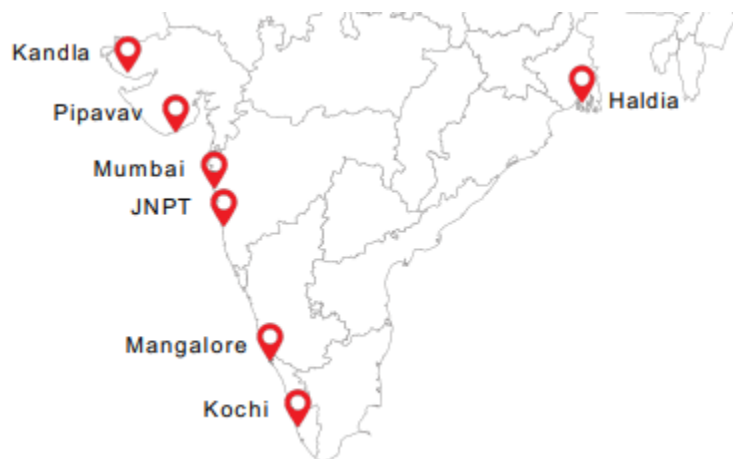 Kandla
Haldia
Pipavav
Mumbai
JNPT
Mangalore
Kochi